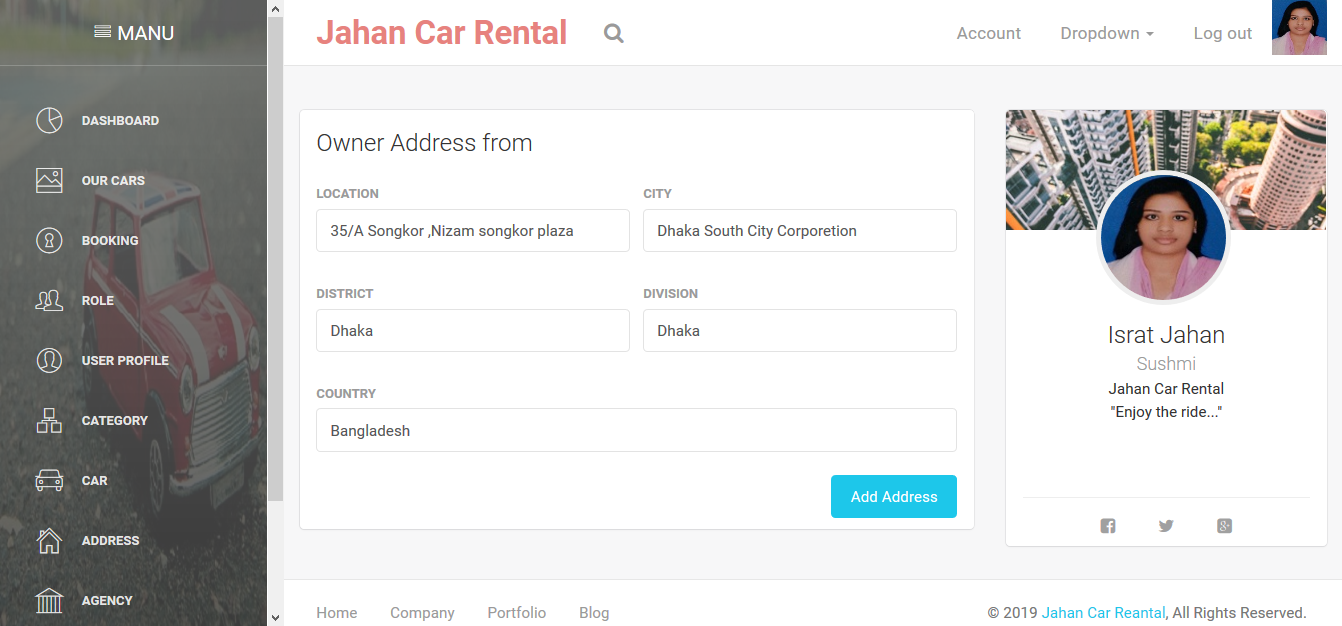 MANU
DASHBOARD
OUR CARS
BOOKING
ROLE
USER PROFILE
CATEGORY
CAR
ADDRESS
AGENCY
Jahan Car Rental
Account Dropdown Log out
Owner Address from
LOCATION CITY
35/A Songkor ,Nizam songkor plaza Dhaka South City Corporetion
DISTRICT DIVISION
Dhaka Dhaka
COUNTRY
Bangladesh
Add Address
Israt Jahan
Sushmi
Jahan Car Rental
"Enjoy the ride..."
Home Company Portfolio Blog © 2019 Jahan Car Reantal, All Rights Reserved.